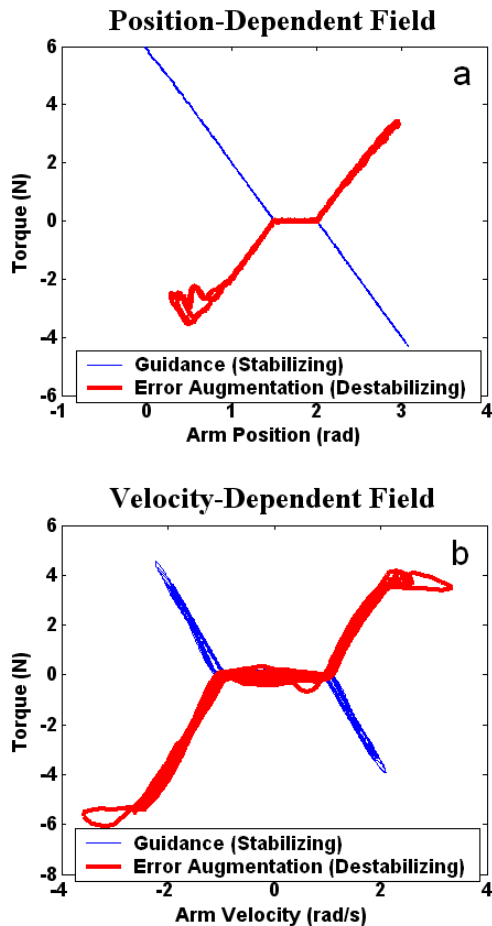 Position-Dependent Field
a
6
4
2
0
-2
-4
-6
Torque (N)
Guidance (Stabilizing)
Error Augmentation (Destabilizing)
-1 0 1 2 3 4
Arm Position (rad)
Velocity-Dependent Field
b
6
4
2
0
-2
-4
-6
-8
Torque (N)
Guidance (Stabilizing)
Error Augmentation (Destabilizing)
-4 -2 0 2 4
Arm Velocity (rad/s)